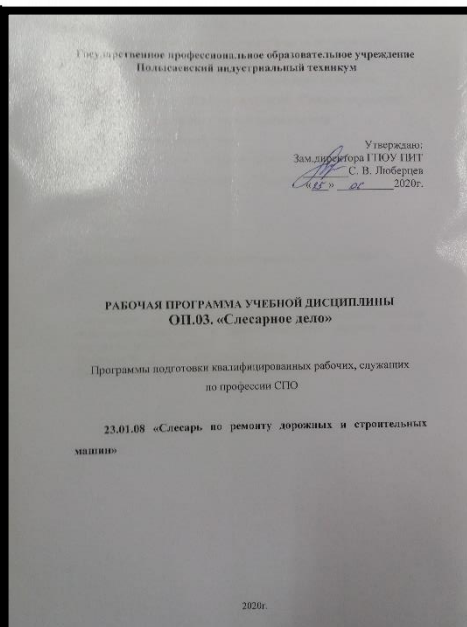 Государственное профессиональное образовательное учреждение
Полысаевский индустриальный техникум
Утверждаю:
Зам.директора ГПОУ ПИТ
С. В. Люберцев
«25» 2020г.
РАБОЧАЯ ПРОГРАММА УЧЕБНОЙ ДИСЦИПЛИНЫ
ОП.03. «Слесарное дело»
Программы подготовки квалифицированных рабочих, служащих
по профессии СПО
23.01.08 «Слесарь по ремонту дорожных и строительных
машин»
2020г.